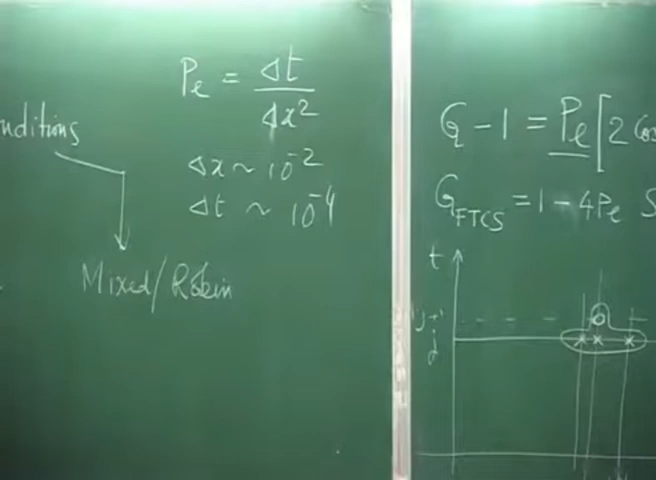 Pe = Δt / Δx²
nditions
Δx ~ 10⁻²
Δt ~ 10⁻⁴
Mixed/Robin
G - 1 = Pe [2 Cos
G_FTCS = 1 - 4Pe S
t
j+1
j